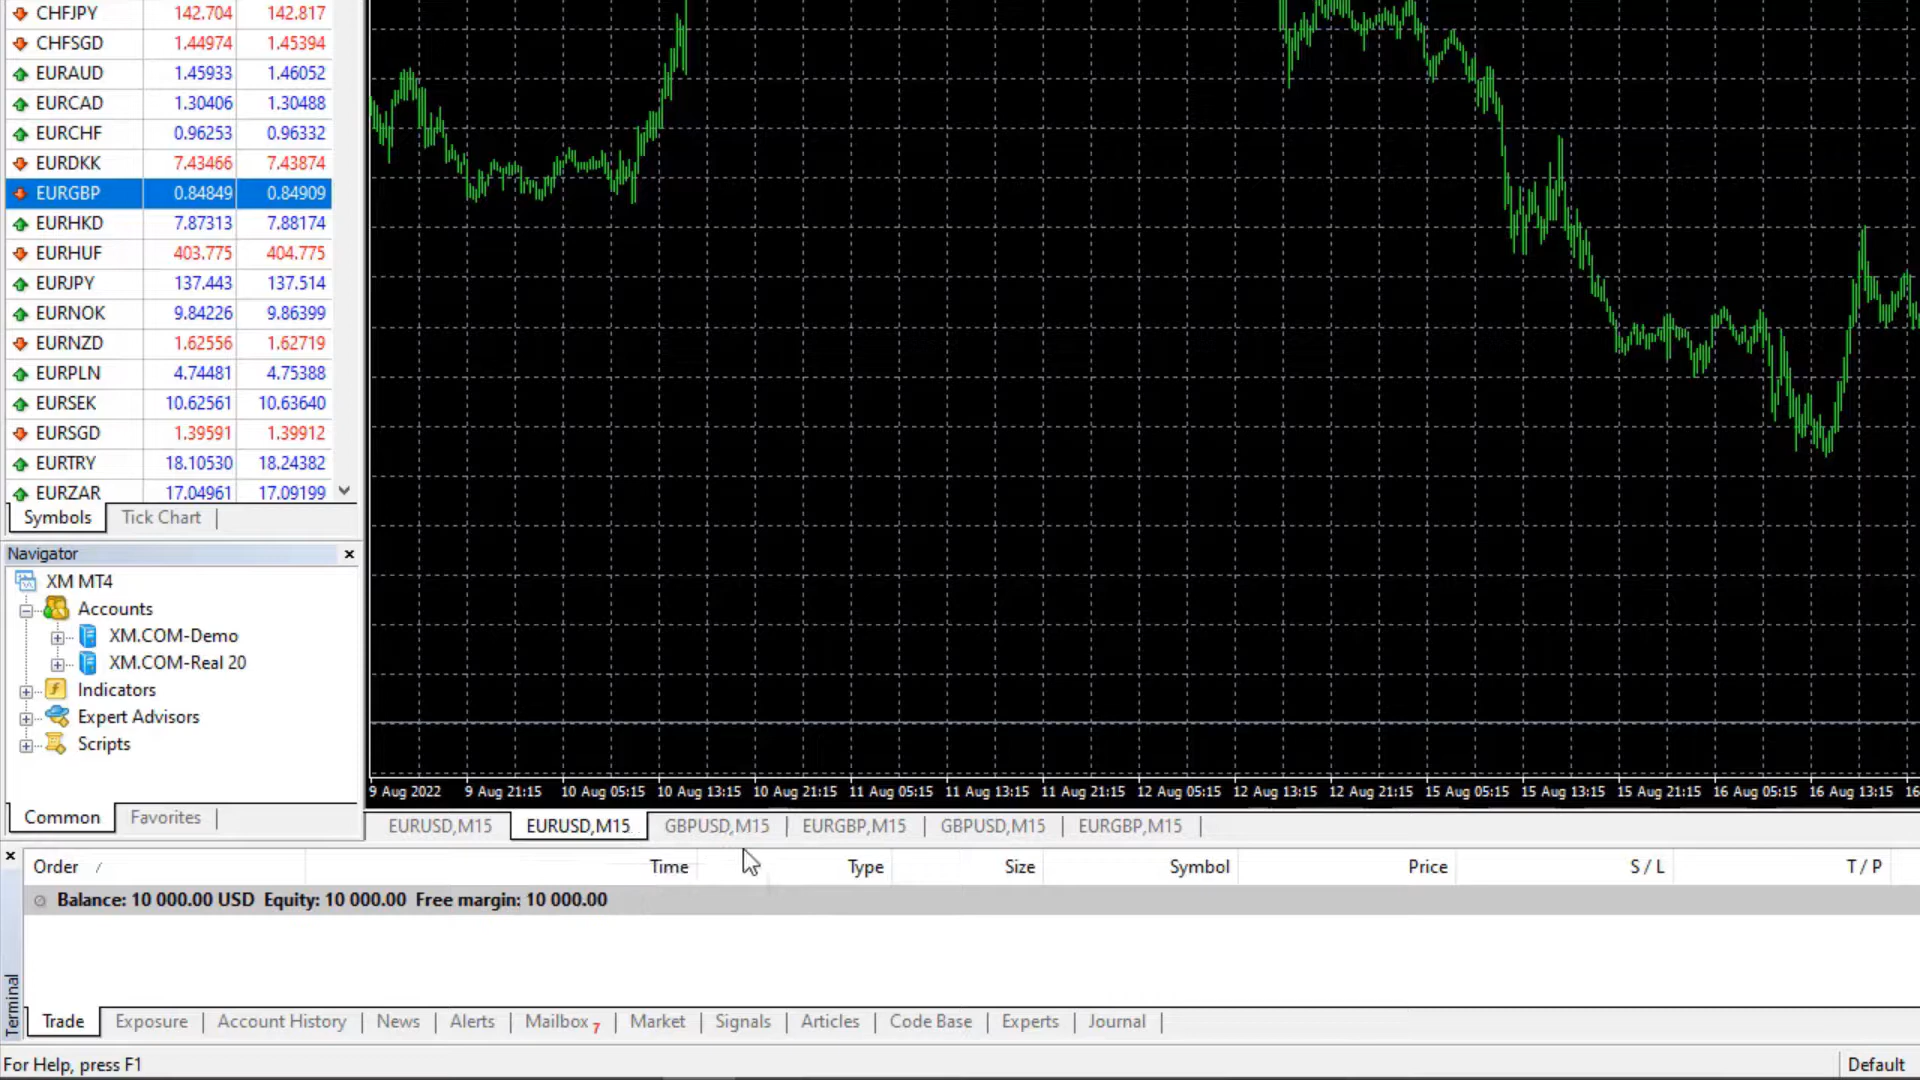 CHFJPY 142.704 142.817
CHFSGD 1.44974 1.45394
EURAUD 1.45933 1.46052
EURCAD 1.30406 1.30488
EURCHF 0.96253 0.96332
EURDKK 7.43466 7.43874
EURGBP 0.84849 0.84909
EURHKD 7.87313 7.88174
EURHUF 403.775 404.775
EURJPY 137.443 137.514
EURNOK 9.84226 9.86399
EURNZD 1.62556 1.62719
EURPLN 4.74481 4.75388
EURSEK 10.62561 10.63640
EURSGD 1.39591 1.39912
EURTRY 18.10530 18.24382
EURZAR 17.04961 17.09199
Symbols Tick Chart
Navigator
XM MT4
Accounts
XM.COM-Demo
XM.COM-Real 20
Indicators
Expert Advisors
Scripts
Common Favorites
9 Aug 2022 9 Aug 21:15 10 Aug 05:15 10 Aug 13:15 10 Aug 21:15 11 Aug 05:15 11 Aug 13:15 11 Aug 21:15 12 Aug 05:15 12 Aug 13:15 12 Aug 21:15 15 Aug 05:15 15 Aug 13:15 15 Aug 21:15 16 Aug 05:15 16 Aug 13:15 16
EURUSD,M15 EURUSD,M15 GBPUSD,M15 EURGBP,M15 GBPUSD,M15 EURGBP,M15
Order / Time Type Size Symbol Price S / L T / P
Balance: 10 000.00 USD Equity: 10 000.00 Free margin: 10 000.00
Terminal
Trade Exposure Account History News Alerts Mailbox 7 Market Signals Articles Code Base Experts Journal
For Help, press F1 Default